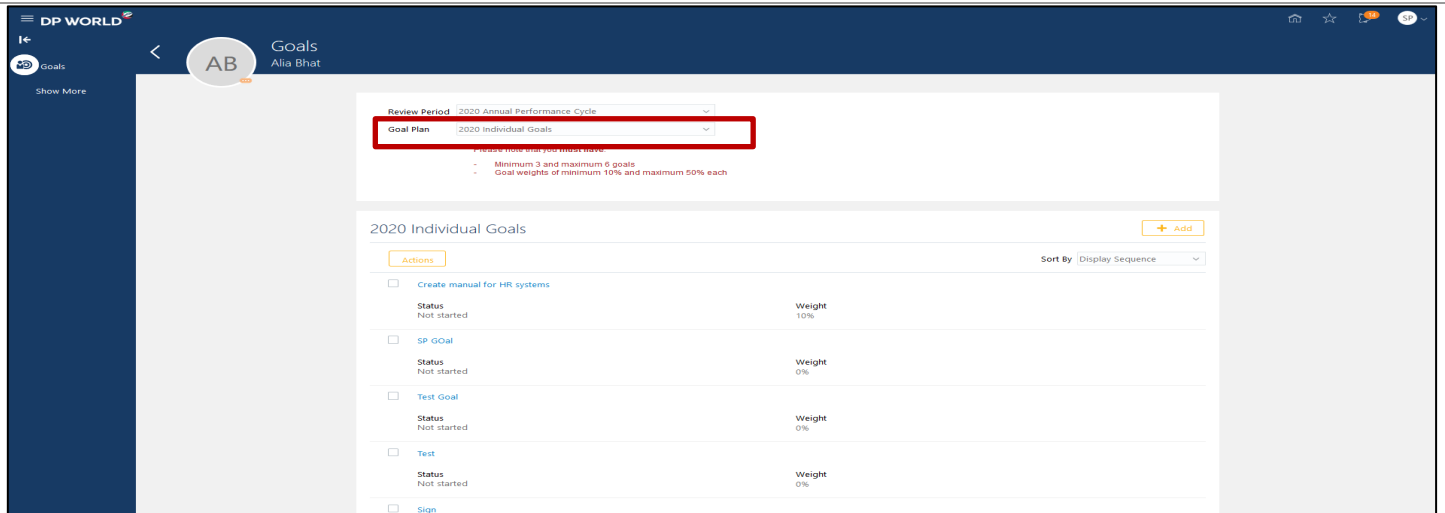 DP WORLD
34
SP
Goals
Show More
AB
Goals
Alia Bhat
Review Period 2020 Annual Performance Cycle
Goal Plan 2020 Individual Goals
Please note that you must have:
- Minimum 3 and maximum 6 goals
- Goal weights of minimum 10% and maximum 50% each
2020 Individual Goals
+ Add
Actions
Sort By Display Sequence
Create manual for HR systems
Status Weight
Not started 10%
SP GOal
Status Weight
Not started 0%
Test Goal
Status Weight
Not started 0%
Test
Status Weight
Not started 0%
Sign